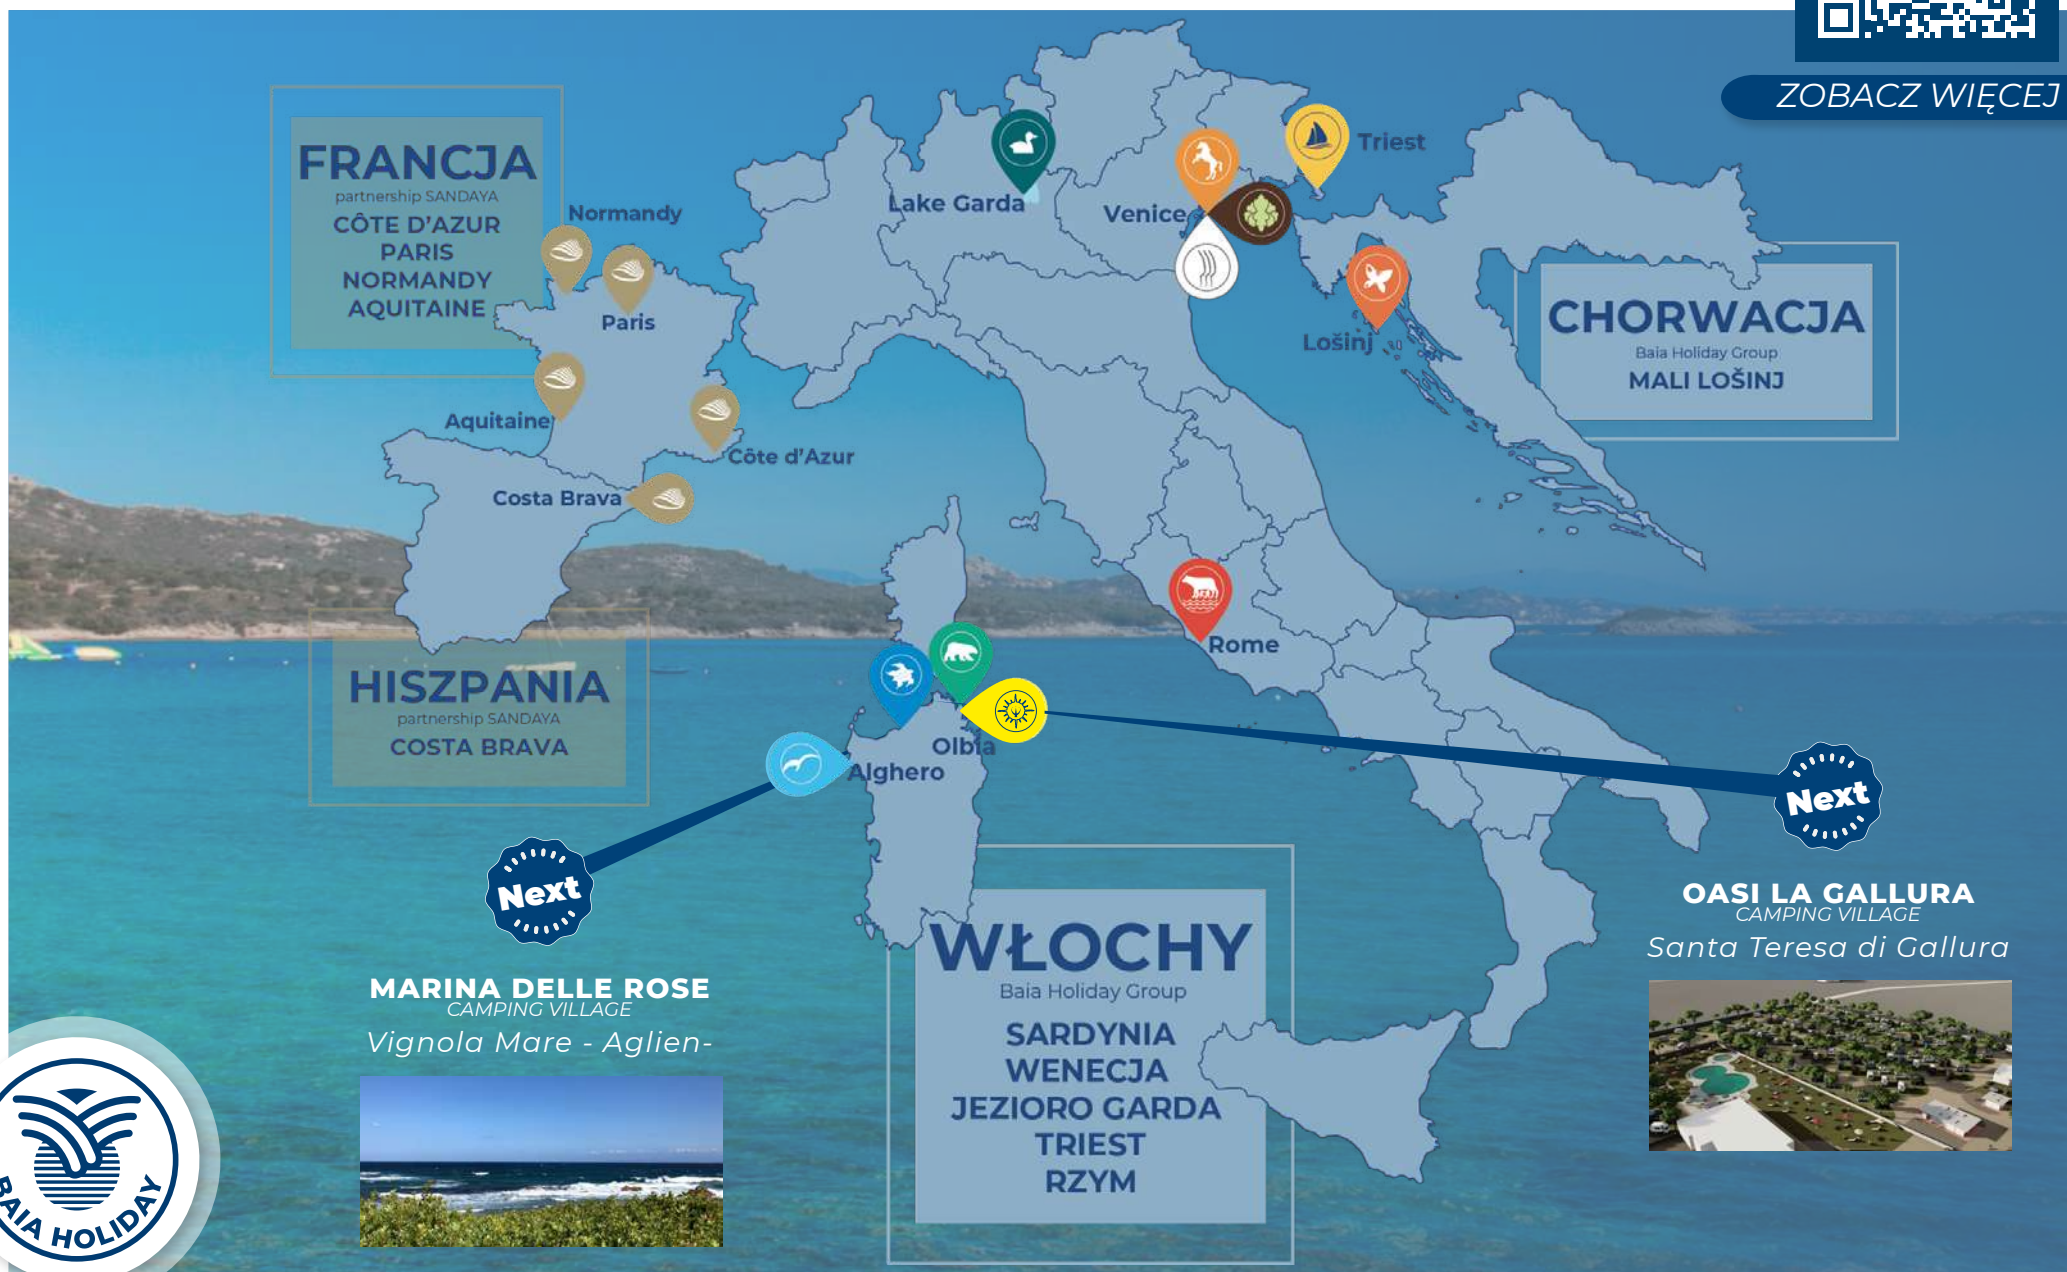 ZOBACZ WIĘCEJ
FRANCJA
partnership SANDAYA
CÔTE D'AZUR
PARIS
NORMANDY
AQUITAINE
Normandy
Paris
Aquitaine
Côte d'Azur
Costa Brava
HISZPANIA
partnership SANDAYA
COSTA BRAVA
Lake Garda
Venice
Triest
Lošinj
CHORWACJA
Baia Holiday Group
MALI LOŠINJ
Rome
Olbia
Alghero
Next
MARINA DELLE ROSE
CAMPING VILLAGE
Vignola Mare - Aglien-
WŁOCHY
Baia Holiday Group
SARDYNIA
WENECJA
JEZIORO GARDA
TRIEST
RZYM
Next
OASI LA GALLURA
CAMPING VILLAGE
Santa Teresa di Gallura
BAIA HOLIDAY